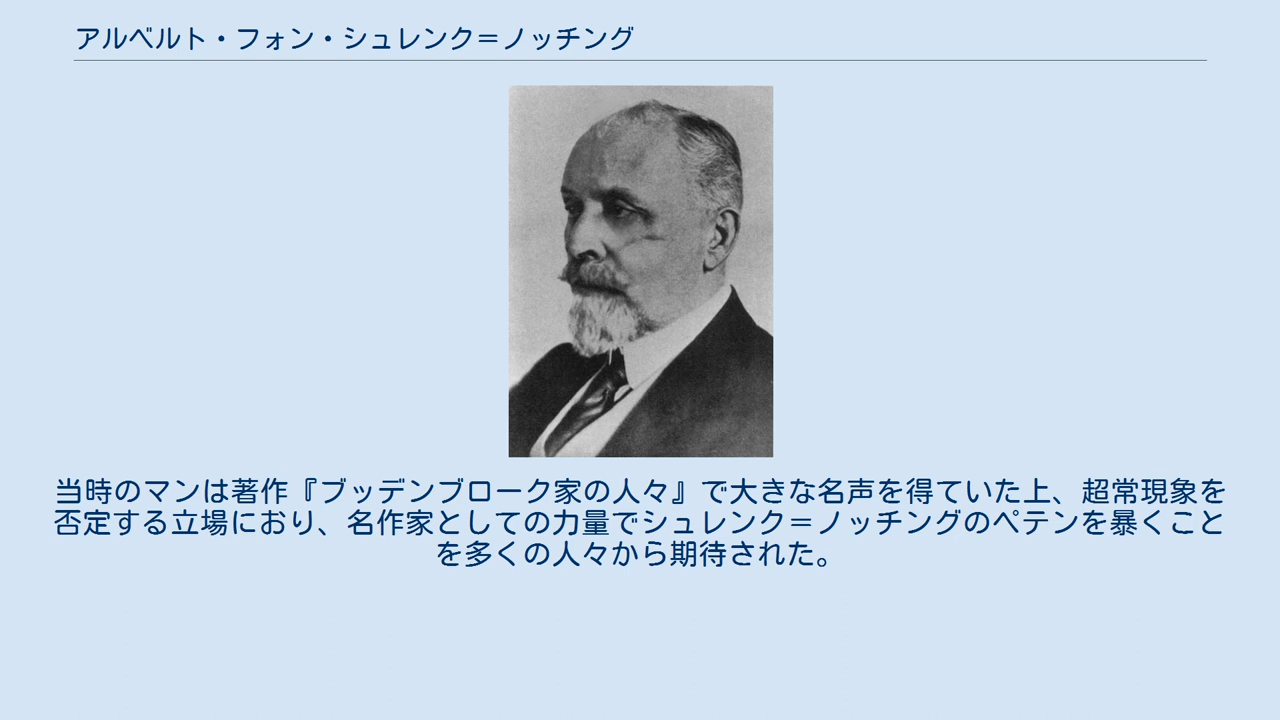 アルベルト・フォン・シュレンク＝ノッチング
当時のマンは著作『ブッデンブローク家の人々』で大きな名声を得ていた上、超常現象を
否定する立場におり、名作家としての力量でシュレンク＝ノッチングのペテンを暴くこと
を多くの人々から期待された。